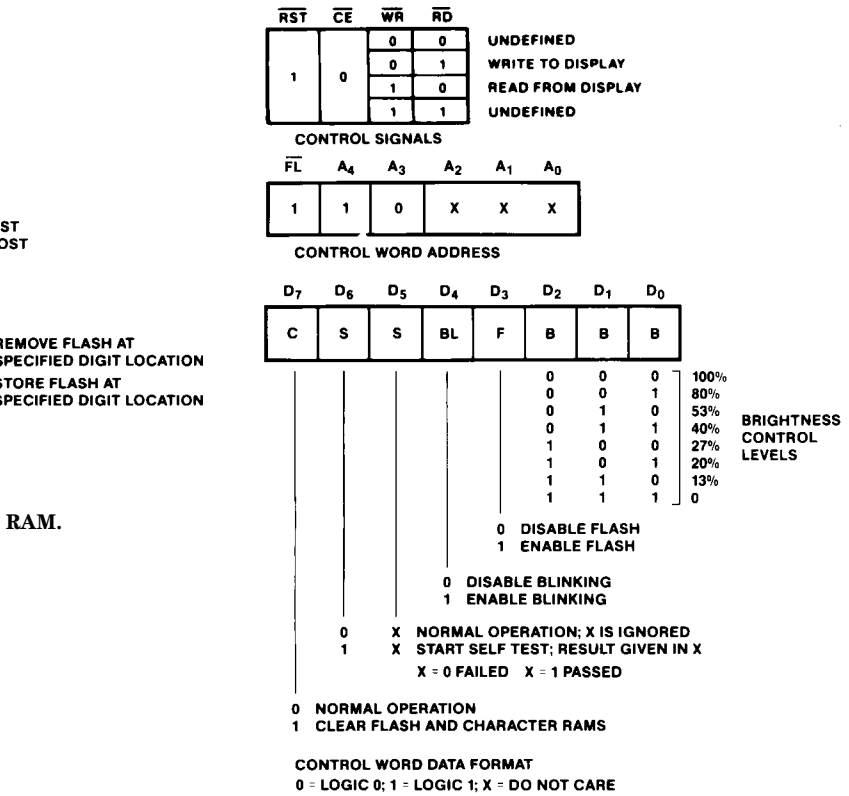 RST CE WR RD
0 0 UNDEFINED
0 1 WRITE TO DISPLAY
1 0
1 0 READ FROM DISPLAY
1 1 UNDEFINED
CONTROL SIGNALS
FL A4 A3 A2 A1 A0
1 1 0 X X X
CONTROL WORD ADDRESS
ST
OST
D7 D6 D5 D4 D3 D2 D1 D0
C S S BL F B B B
REMOVE FLASH AT
SPECIFIED DIGIT LOCATION
STORE FLASH AT
SPECIFIED DIGIT LOCATION
0 0 0 100%
0 0 1 80%
0 1 0 53%
0 1 1 40%
1 0 0 27%
1 0 1 20%
1 1 0 13%
1 1 1 0
BRIGHTNESS
CONTROL
LEVELS
RAM.
0 DISABLE FLASH
1 ENABLE FLASH
0 DISABLE BLINKING
1 ENABLE BLINKING
0 X NORMAL OPERATION; X IS IGNORED
1 X START SELF TEST; RESULT GIVEN IN X
X = 0 FAILED X = 1 PASSED
0 NORMAL OPERATION
1 CLEAR FLASH AND CHARACTER RAMS
CONTROL WORD DATA FORMAT
0 = LOGIC 0; 1 = LOGIC 1; X = DO NOT CARE